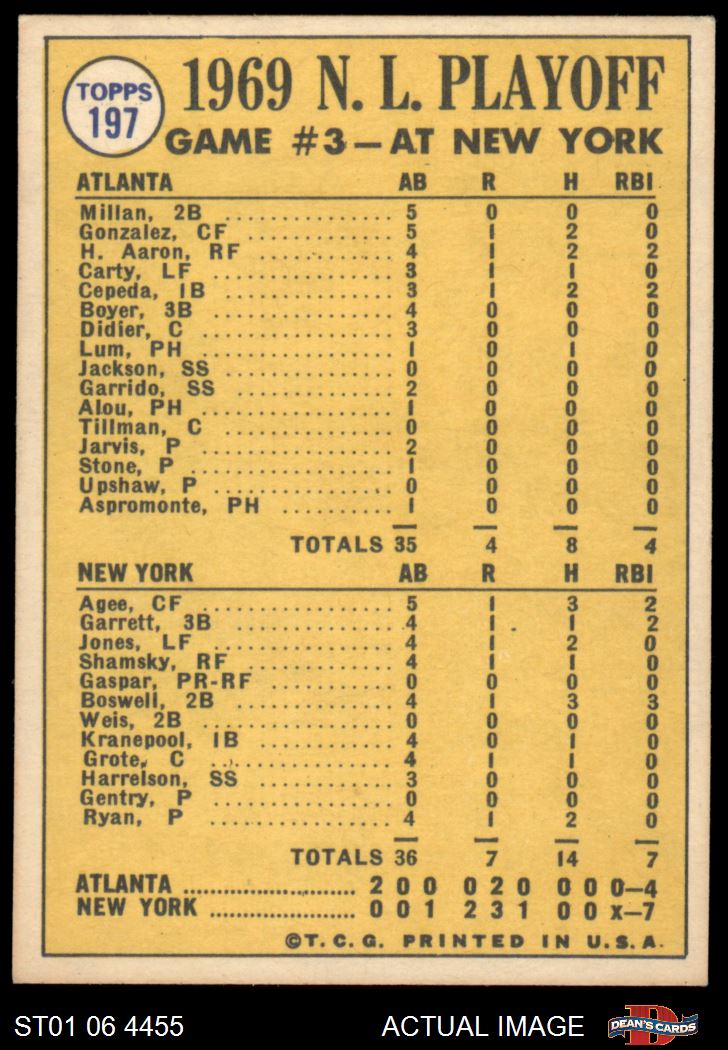 TOPPS
197
1969 N. L. PLAYOFF
GAME #3—AT NEW YORK
ATLANTA AB R H RBI
Millan, 2B .................. 5 0 0 0
Gonzalez, CF ............... 5 1 2 0
H. Aaron, RF .............. 4 1 2 2
Carty, LF ................... 3 1 1 0
Cepeda, 1B ................. 3 1 2 2
Boyer, 3B ................... 4 0 0 0
Didier, C .................... 3 0 0 0
Lum, PH .................... 1 0 1 0
Jackson, SS ................. 0 0 0 0
Garrido, SS ................. 2 0 0 0
Alou, PH .................... 1 0 0 0
Tillman, C .................. 0 0 0 0
Jarvis, P .................... 2 0 0 0
Stone, P ..................... 1 0 0 0
Upshaw, P .................. 0 0 0 0
Aspromonte, PH ............ 1 0 0 0
TOTALS 35 4 8 4
NEW YORK AB R H RBI
Agee, CF .................... 5 1 3 2
Garrett, 3B ................. 4 1 1 2
Jones, LF .................... 4 1 2 0
Shamsky, RF ................ 4 1 1 0
Gaspar, PR-RF ............. 0 0 0 0
Boswell, 2B ................. 4 1 3 3
Weis, 2B .................... 0 0 0 0
Kranepool, 1B .............. 4 0 1 0
Grote, C .................... 4 1 1 0
Harrelson, SS ............... 3 0 0 0
Gentry, P ................... 0 0 0 0
Ryan, P ..................... 4 1 2 0
TOTALS 36 7 14 7
ATLANTA .......................... 2 0 0 0 2 0 0 0 0—4
NEW YORK ...................... 0 0 1 2 3 1 0 0 x—7
©T. C. G. PRINTED IN U. S. A.
ST01 06 4455 ACTUAL IMAGE
D
DEAN'S CARDS